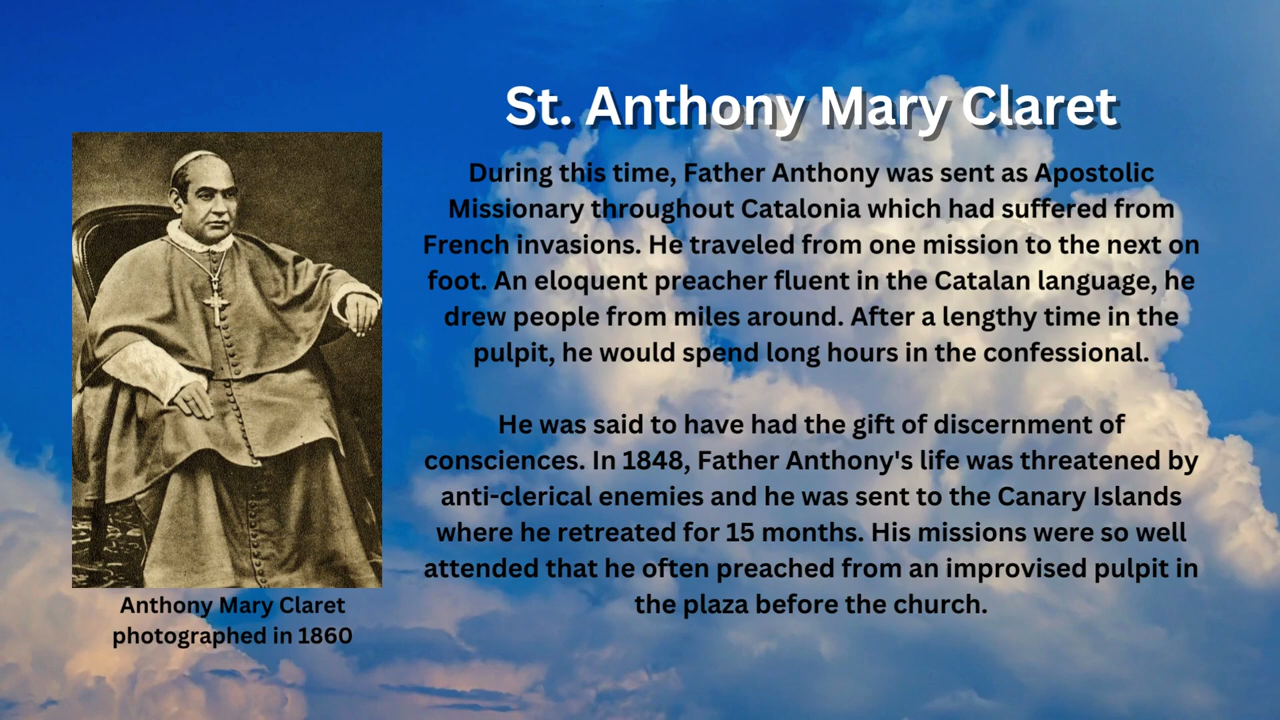 St. Anthony Mary Claret
During this time, Father Anthony was sent as Apostolic
Missionary throughout Catalonia which had suffered from
French invasions. He traveled from one mission to the next on
foot. An eloquent preacher fluent in the Catalan language, he
drew people from miles around. After a lengthy time in the
pulpit, he would spend long hours in the confessional.
He was said to have had the gift of discernment of
consciences. In 1848, Father Anthony's life was threatened by
anti-clerical enemies and he was sent to the Canary Islands
where he retreated for 15 months. His missions were so well
attended that he often preached from an improvised pulpit in
the plaza before the church.
Anthony Mary Claret
photographed in 1860